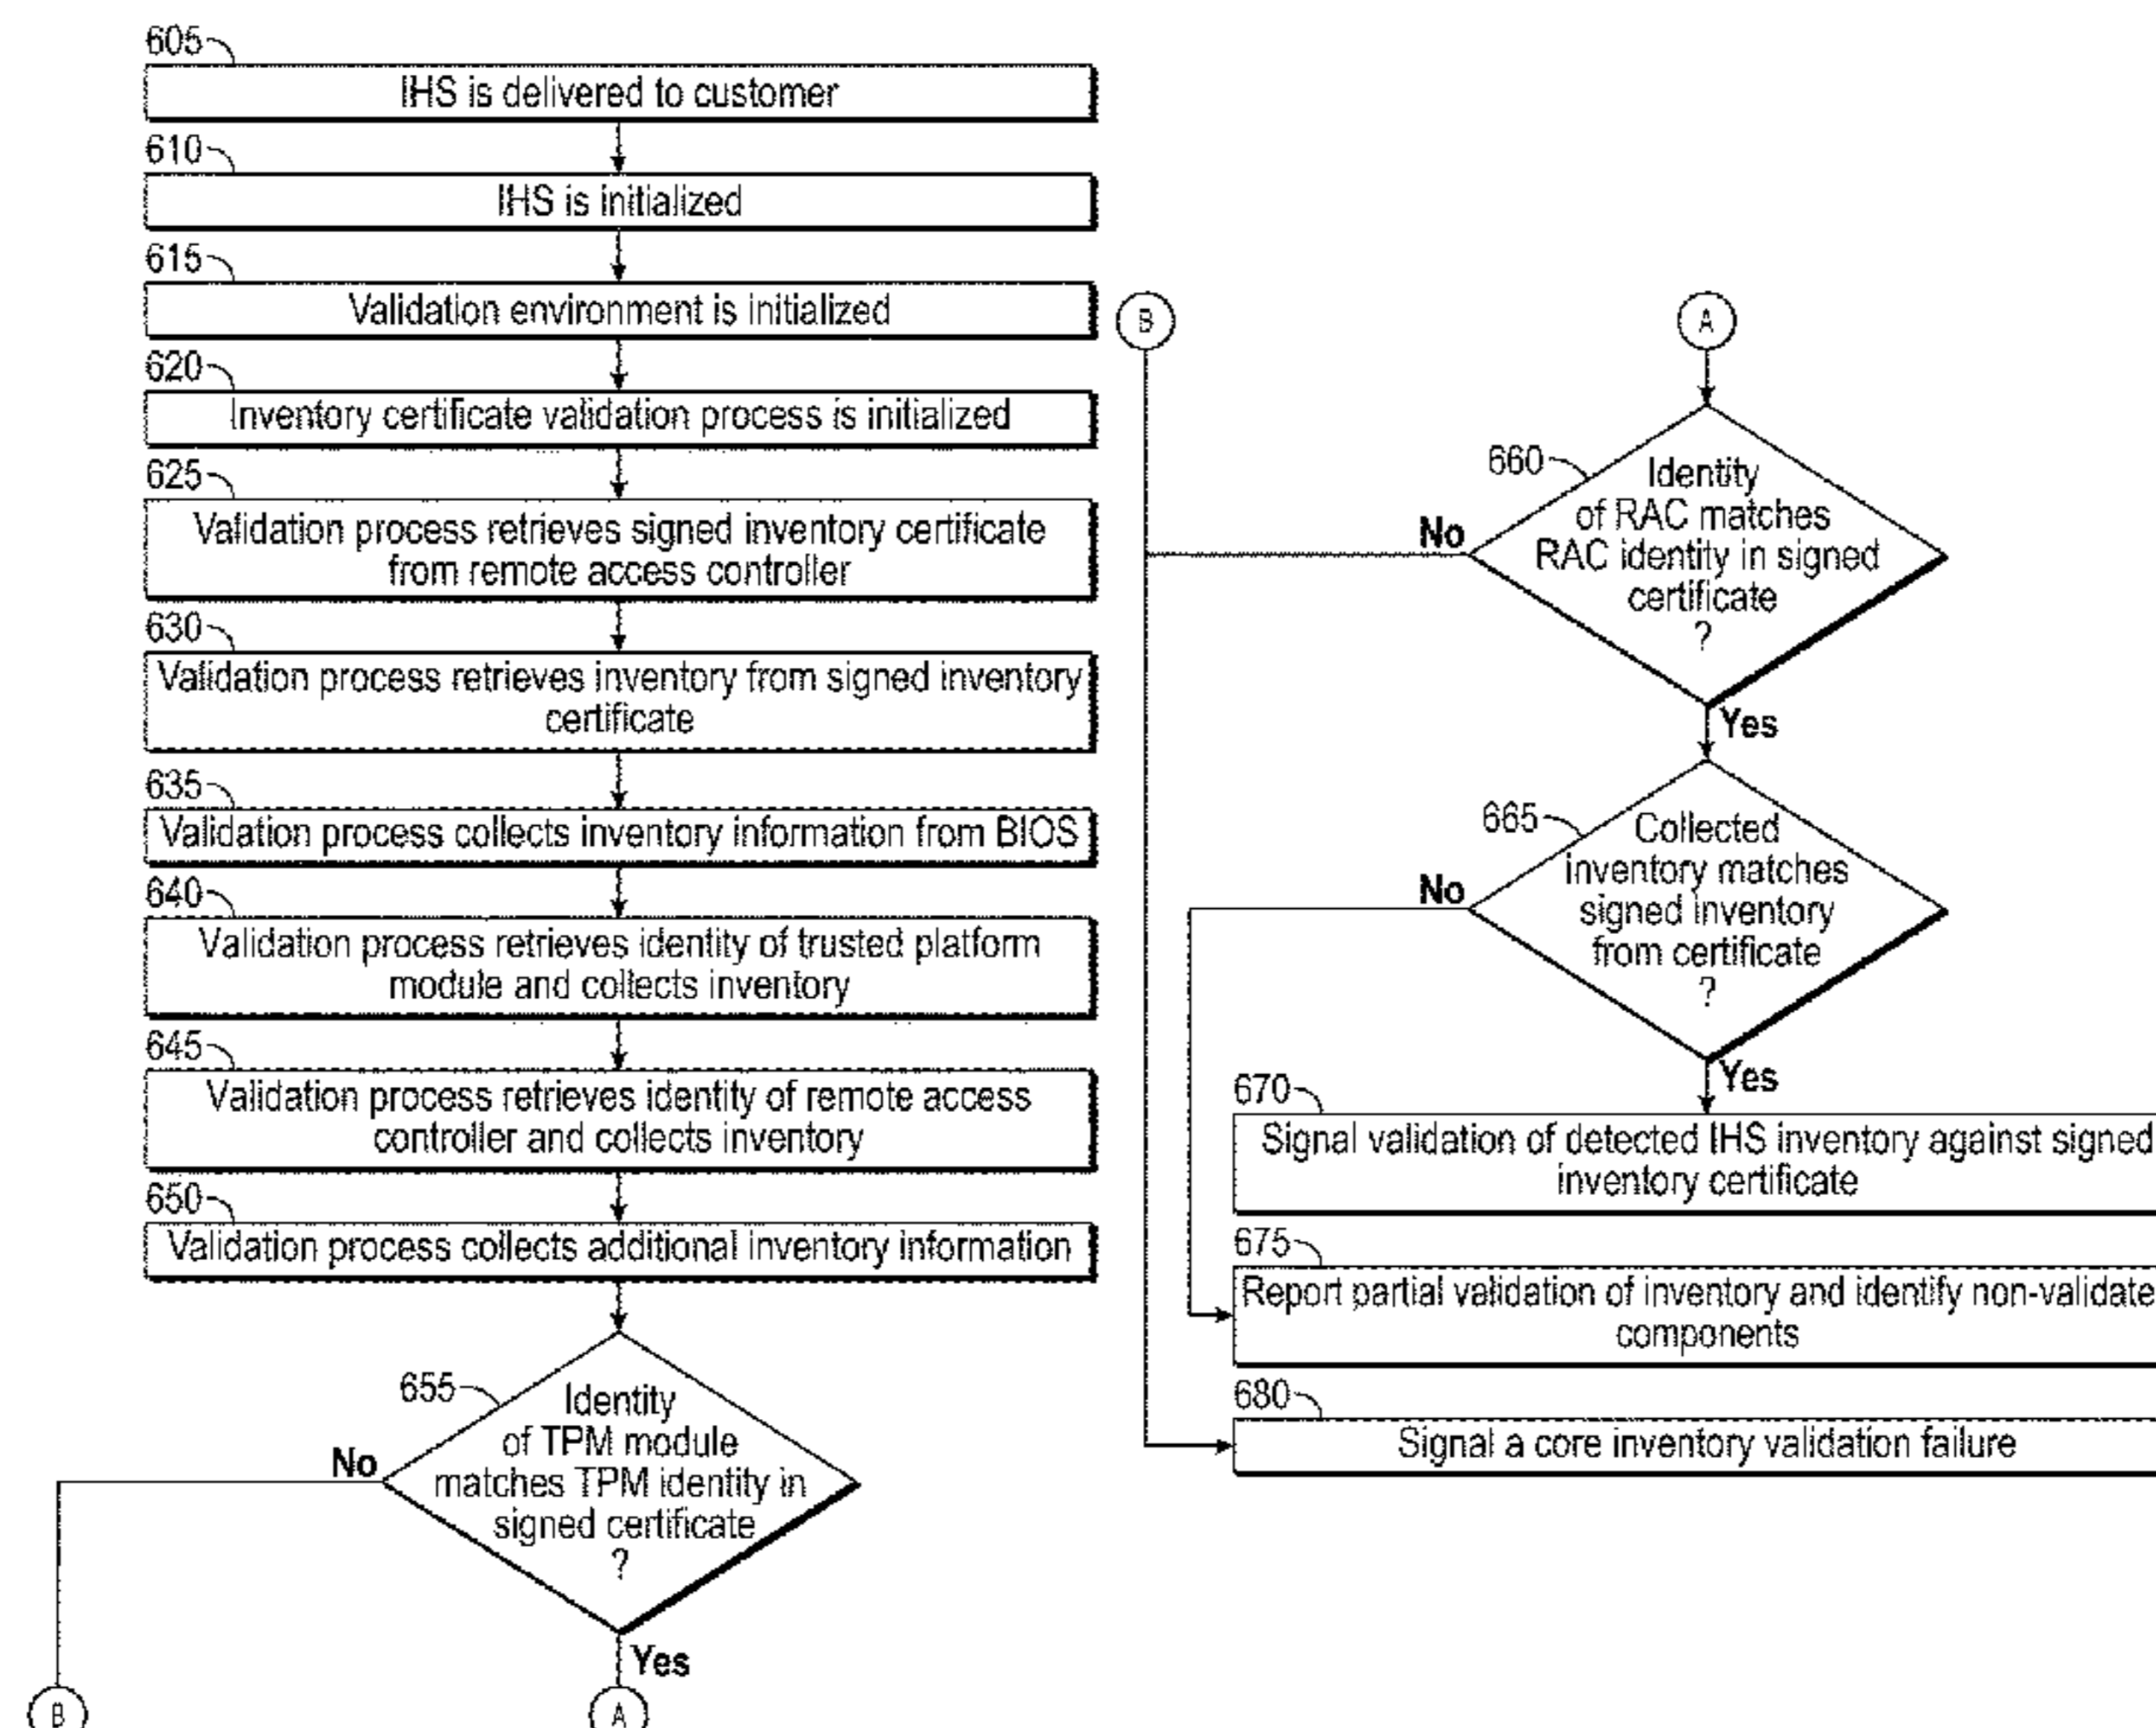 605
IHS is delivered to customer
610
IHS is initialized
615
Validation environment is initialized
620
Inventory certificate validation process is initialized
625
Validation process retrieves signed inventory certificate
from remote access controller
630
Validation process retrieves inventory from signed inventory
certificate
635
Validation process collects inventory information from BIOS
640
Validation process retrieves identity of trusted platform
module and collects inventory
645
Validation process retrieves identity of remote access
controller and collects inventory
650
Validation process collects additional inventory information
655
Identity
of TPM module
matches TPM identity in
signed certificate
?
No
Yes
B
A
B
A
660
Identity
of RAC matches
RAC identity in signed
certificate
?
No
Yes
665
Collected
inventory matches
signed inventory
from certificate
?
No
Yes
670
Signal validation of detected IHS inventory against signed
inventory certificate
675
Report partial validation of inventory and identify non-validate
components
680
Signal a core inventory validation failure